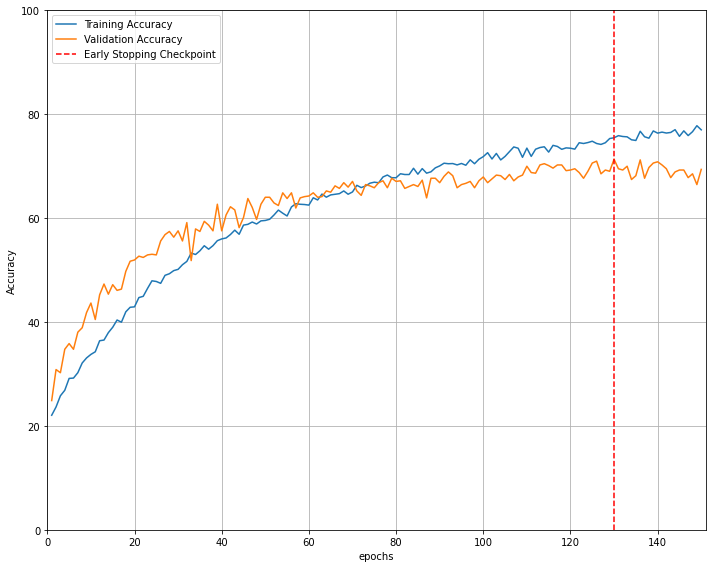 100
80
60
40
20
0
Accuracy
Training Accuracy
Validation Accuracy
Early Stopping Checkpoint
0 20 40 60 80 100 120 140
epochs